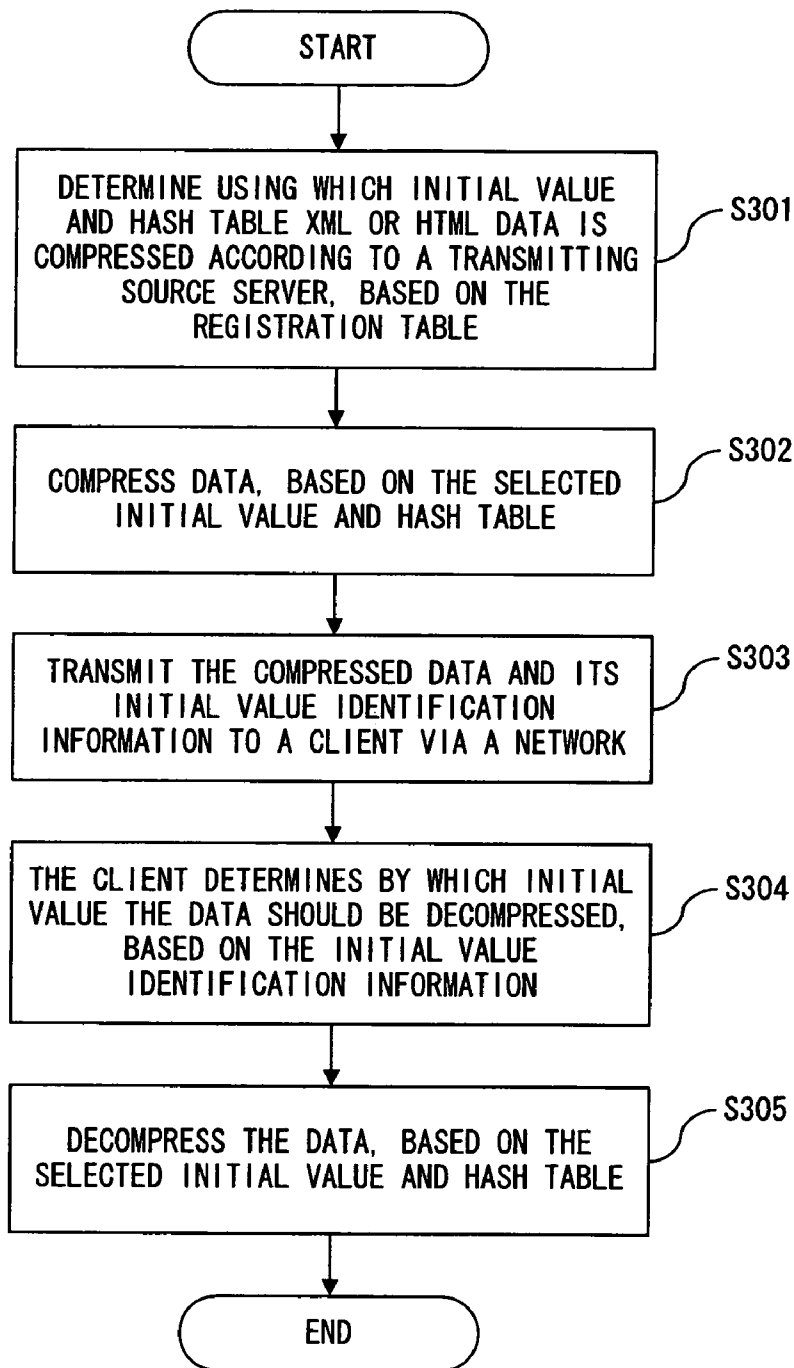 START
DETERMINE USING WHICH INITIAL VALUE
AND HASH TABLE XML OR HTML DATA IS
COMPRESSED ACCORDING TO A TRANSMITTING
SOURCE SERVER, BASED ON THE
REGISTRATION TABLE
S301
COMPRESS DATA, BASED ON THE SELECTED
INITIAL VALUE AND HASH TABLE
S302
TRANSMIT THE COMPRESSED DATA AND ITS
INITIAL VALUE IDENTIFICATION
INFORMATION TO A CLIENT VIA A NETWORK
S303
THE CLIENT DETERMINES BY WHICH INITIAL
VALUE THE DATA SHOULD BE DECOMPRESSED,
BASED ON THE INITIAL VALUE
IDENTIFICATION INFORMATION
S304
DECOMPRESS THE DATA, BASED ON THE
SELECTED INITIAL VALUE AND HASH TABLE
S305
END